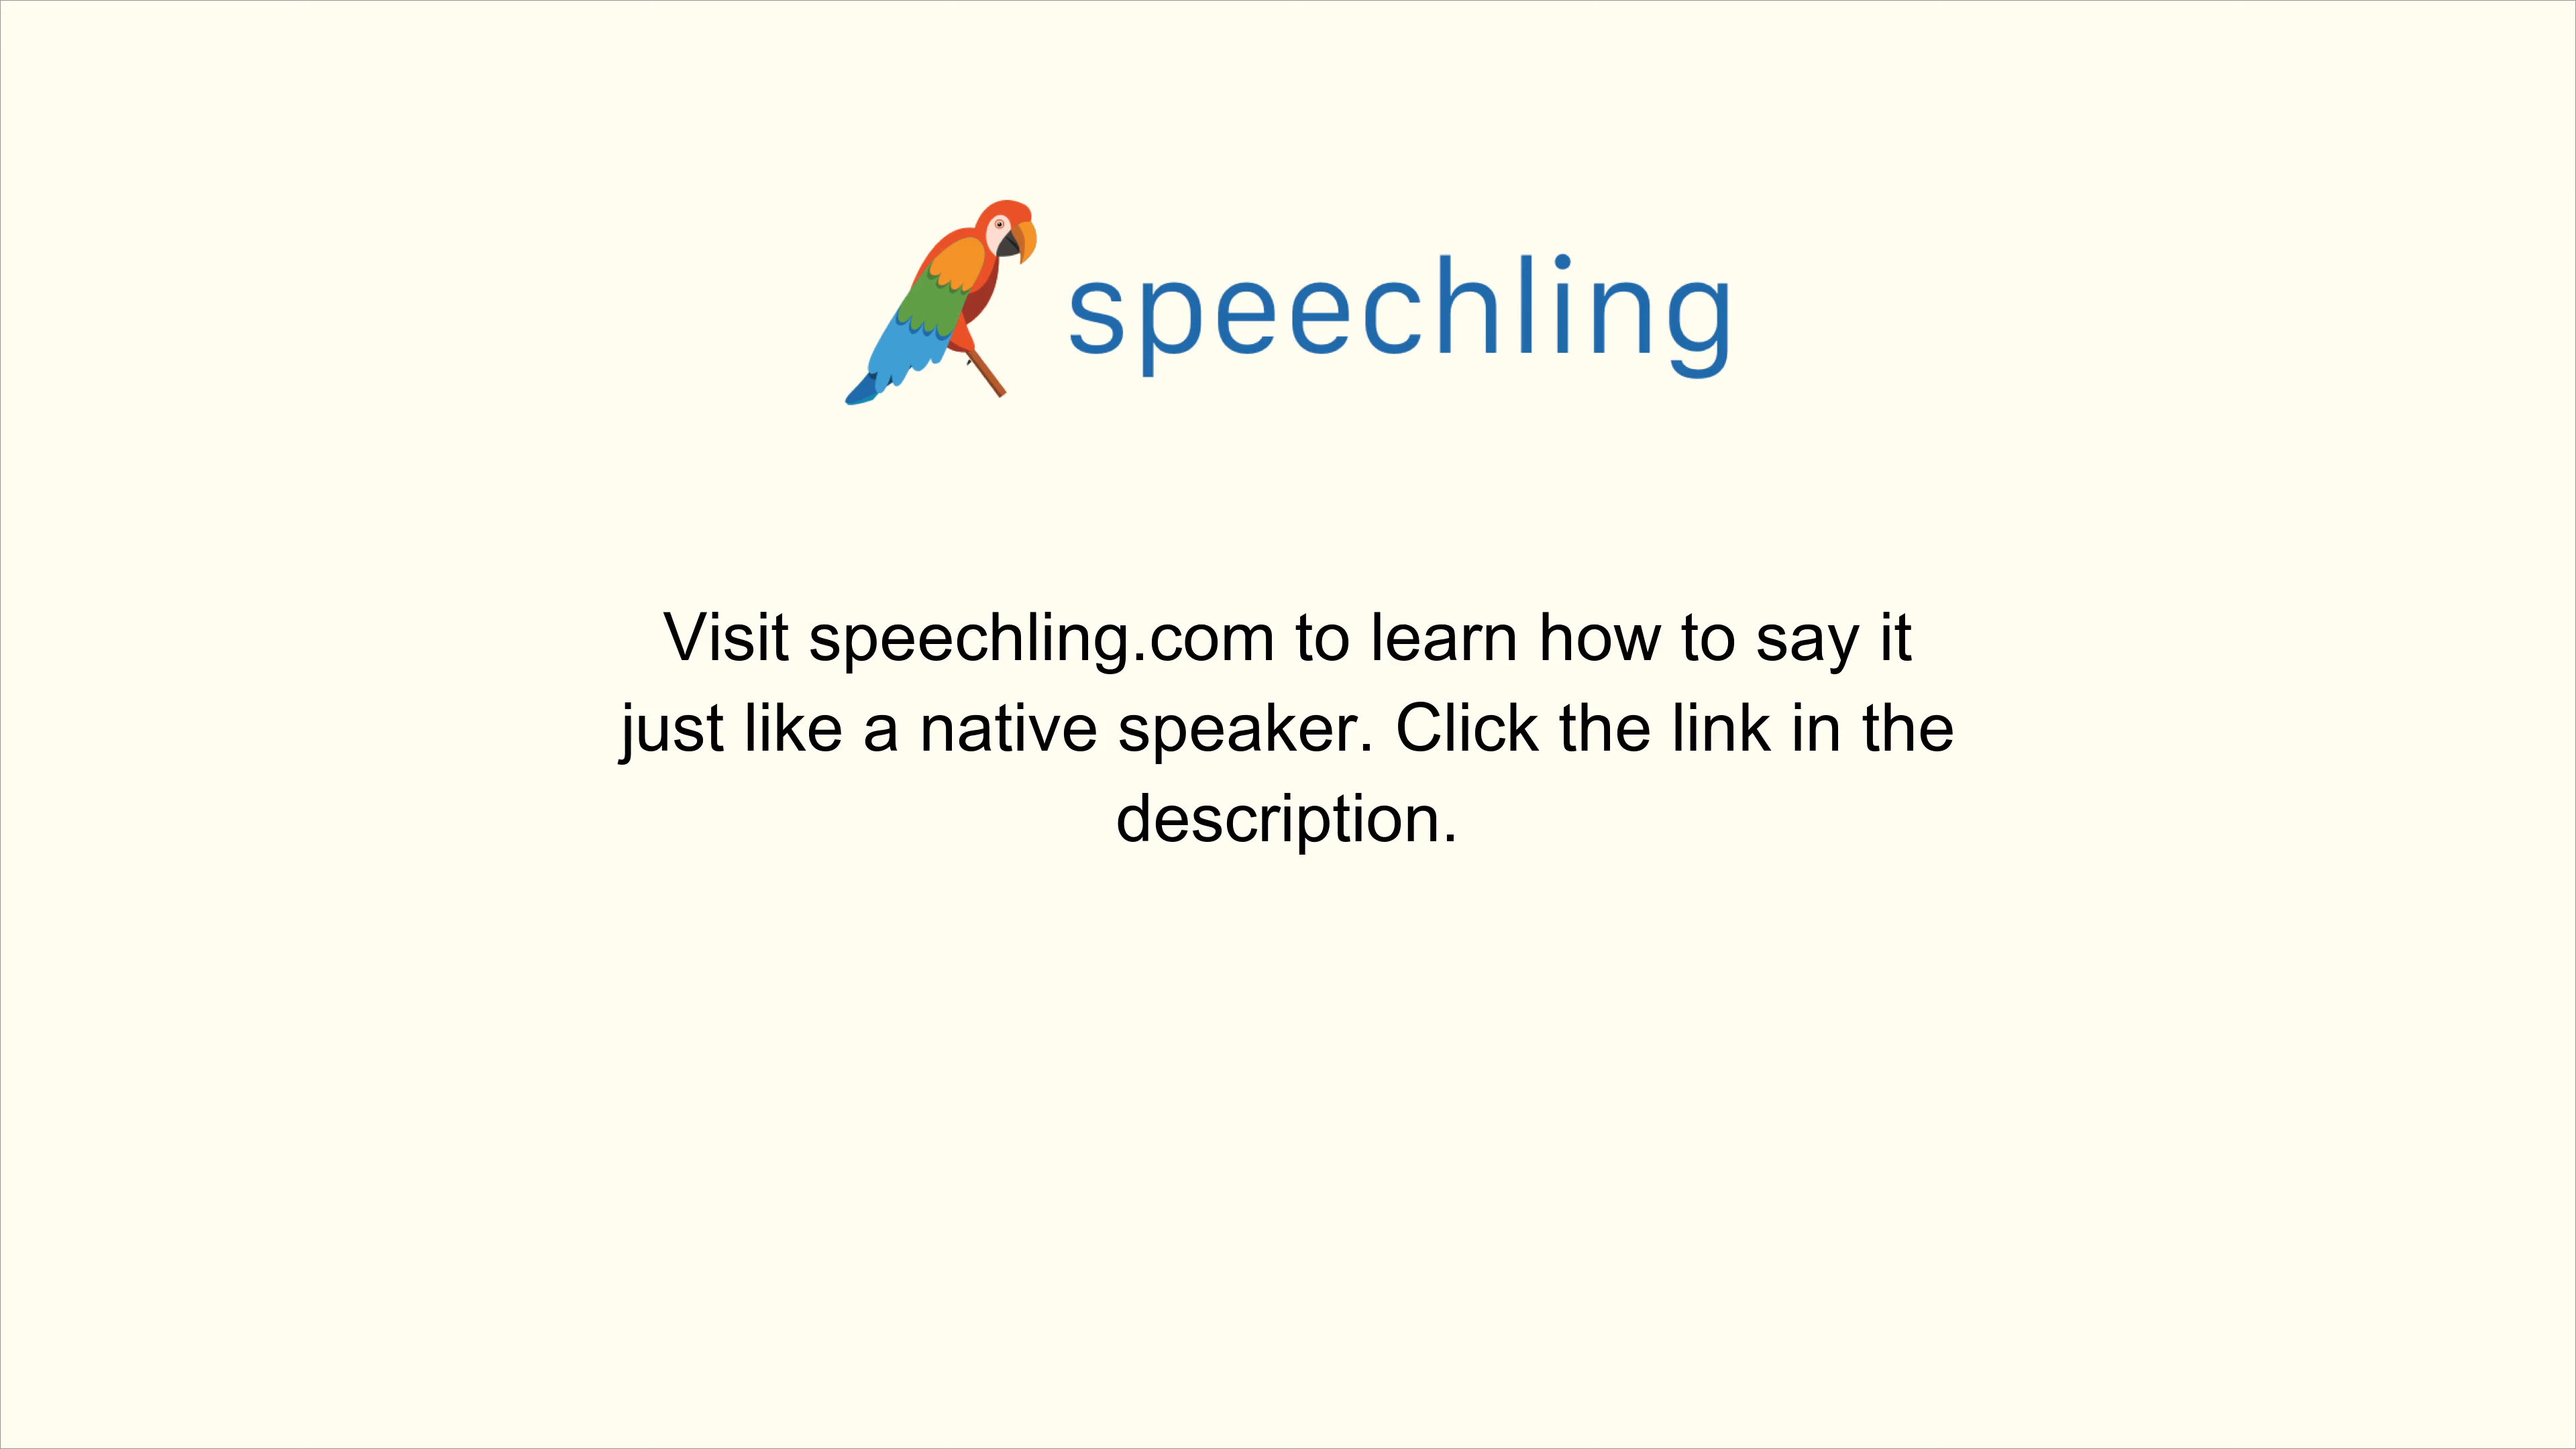 speechling
Visit speechling.com to learn how to say it
just like a native speaker. Click the link in the
description.